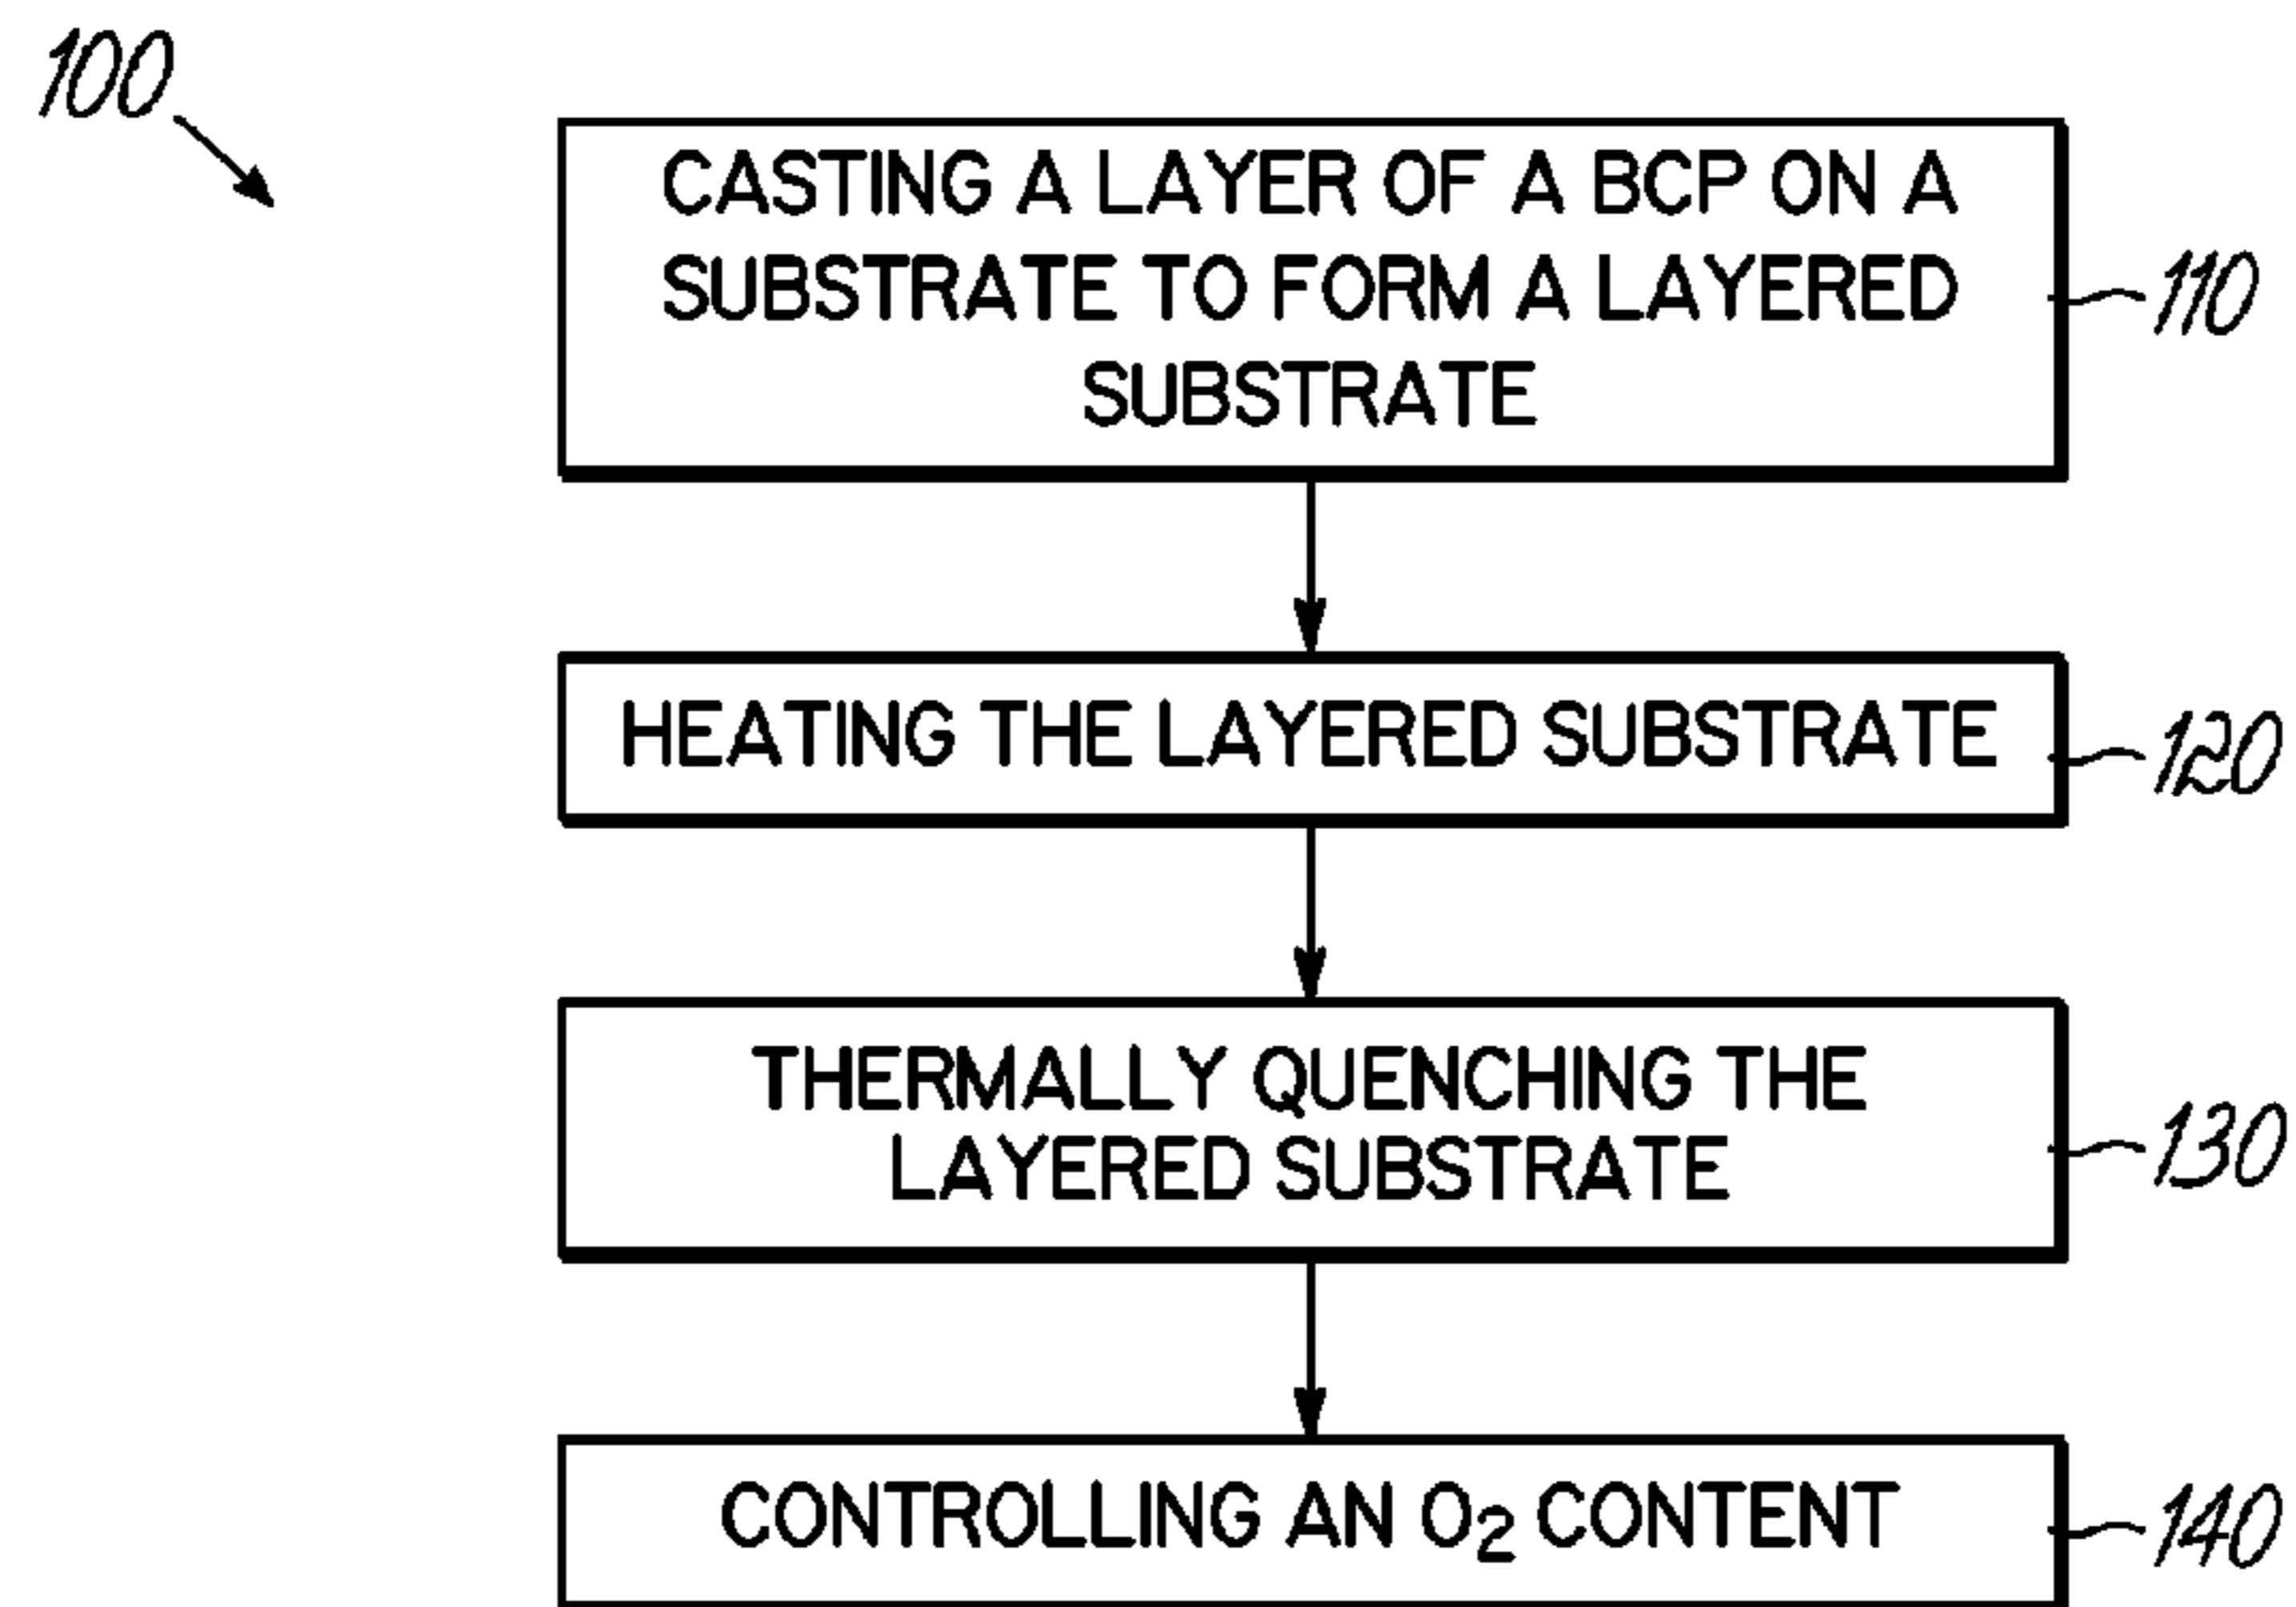 100
CASTING A LAYER OF A BCP ON A
SUBSTRATE TO FORM A LAYERED
SUBSTRATE
110
HEATING THE LAYERED SUBSTRATE
120
THERMALLY QUENCHING THE
LAYERED SUBSTRATE
130
CONTROLLING AN O₂ CONTENT
140